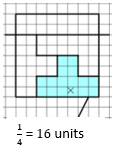 1/4 = 16 units